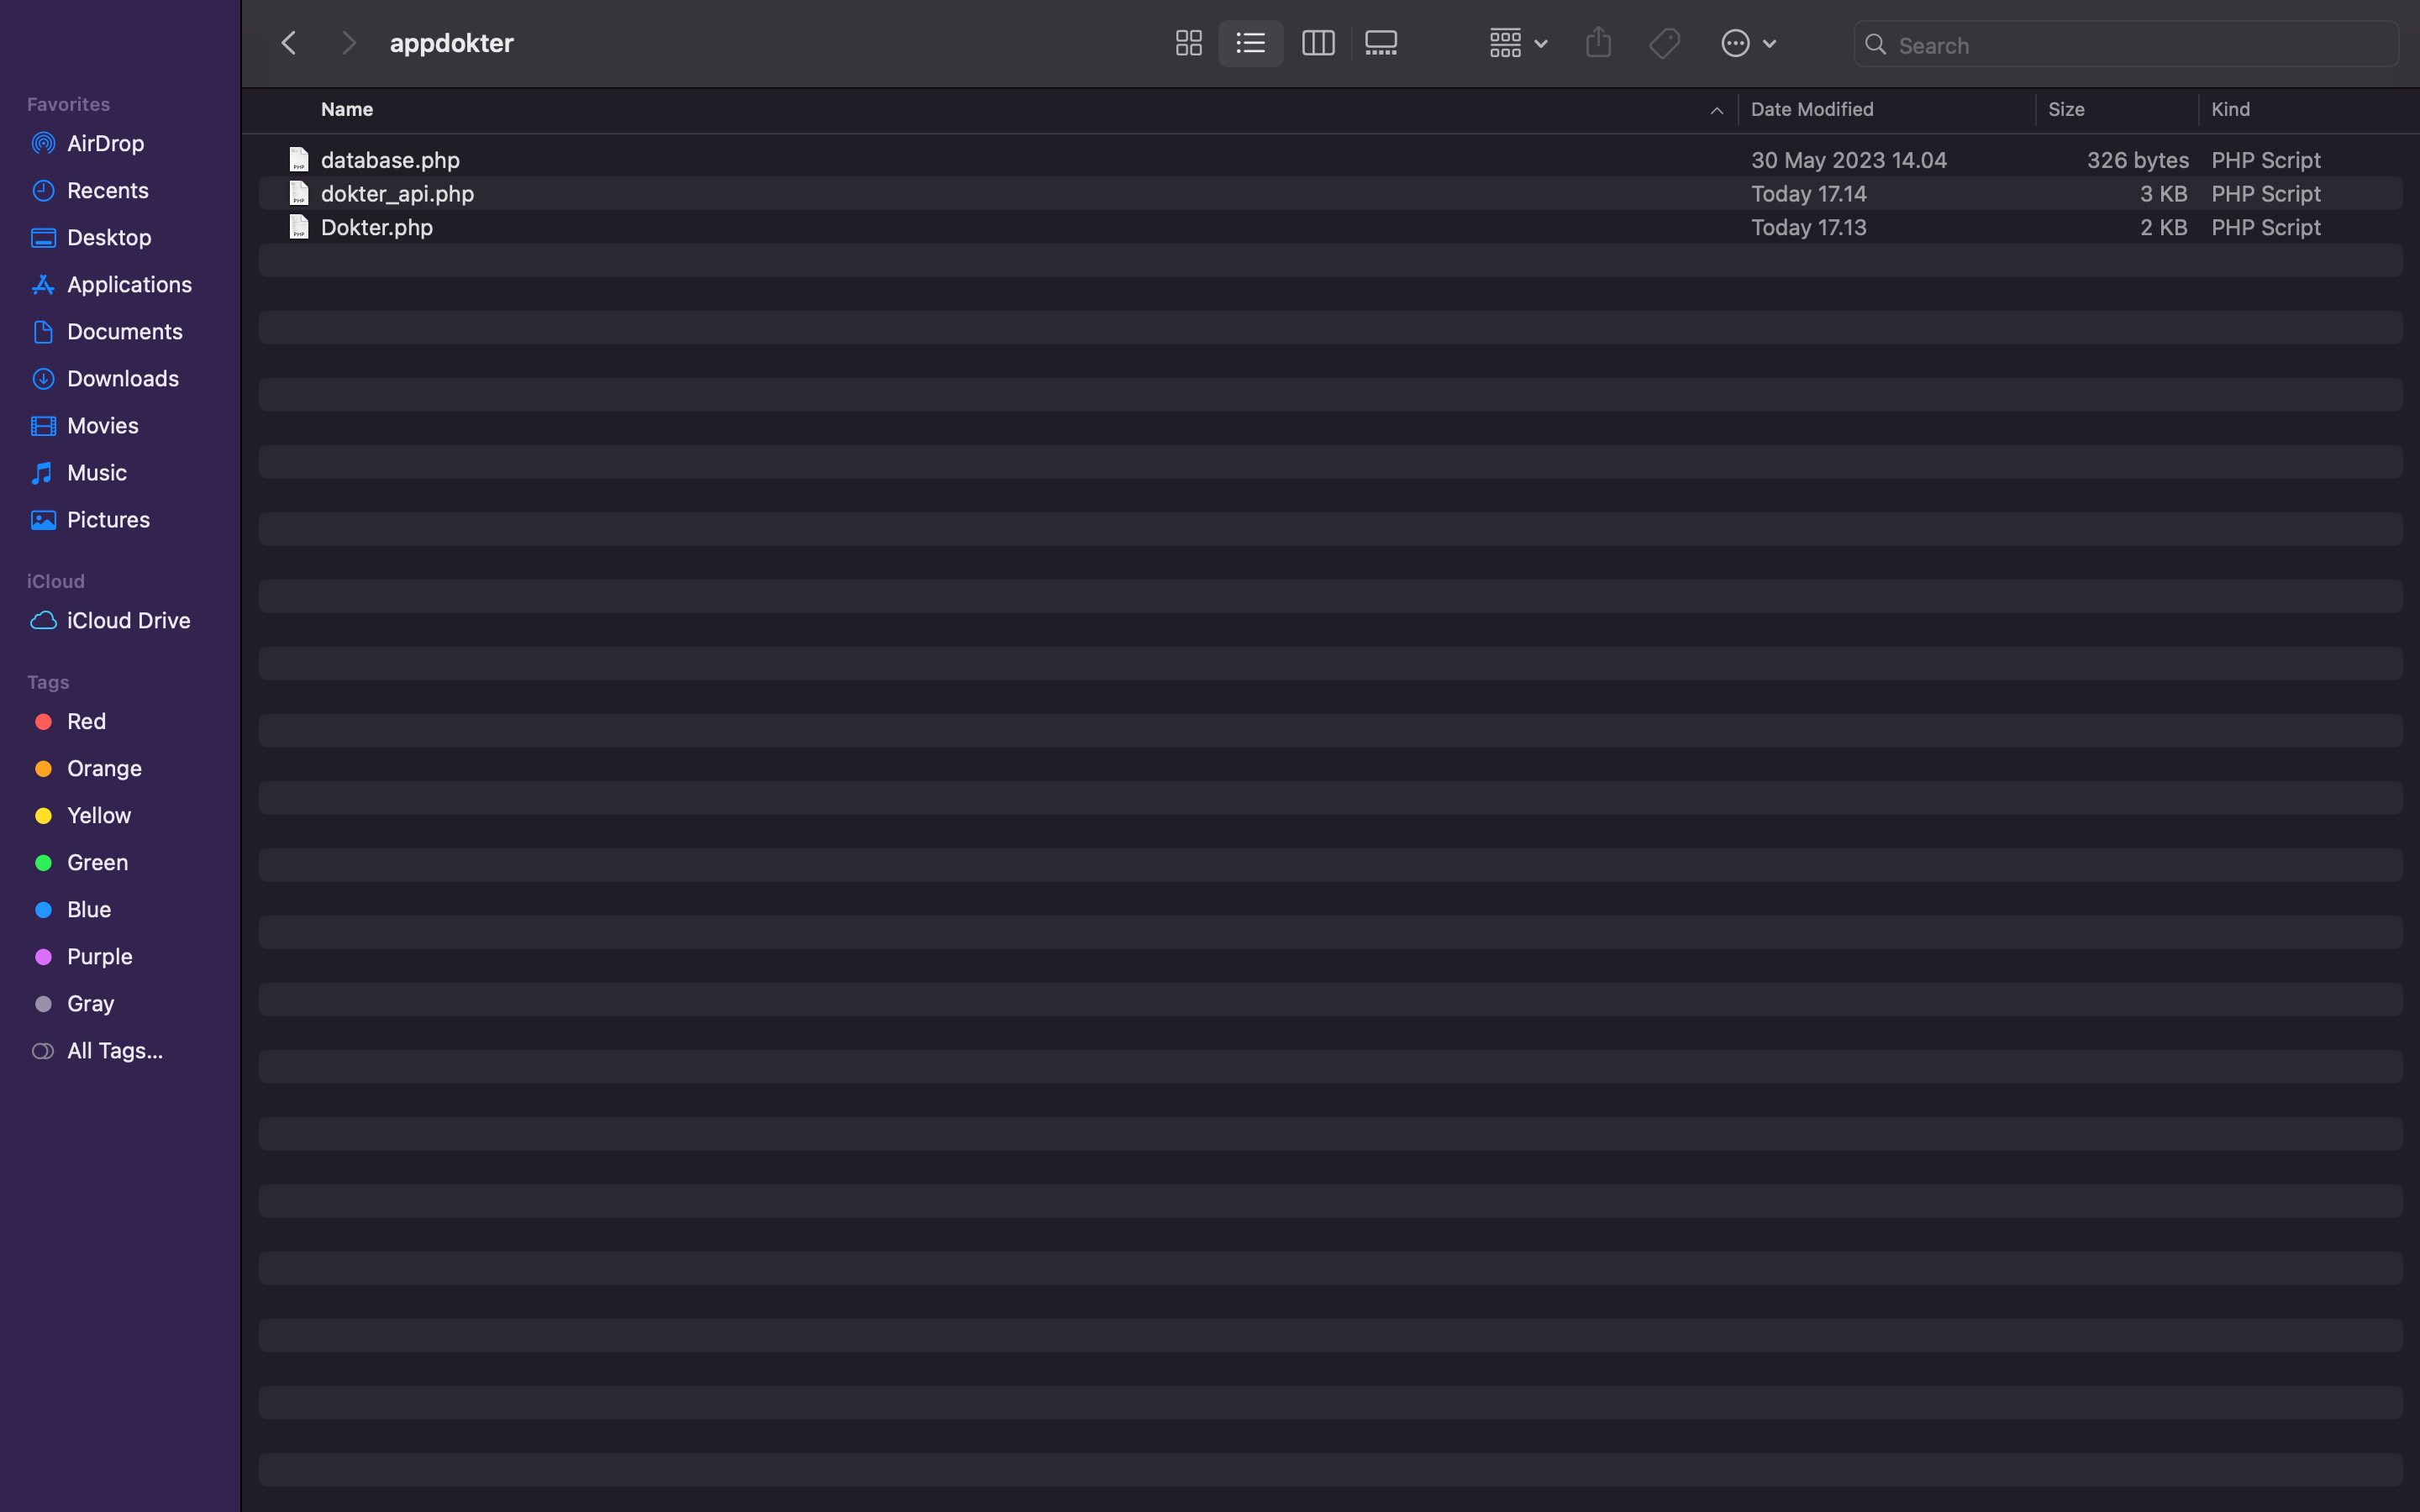 appdokter
Search
Favorites
AirDrop
Recents
Desktop
Applications
Documents
Downloads
Movies
Music
Pictures
iCloud
iCloud Drive
Tags
Red
Orange
Yellow
Green
Blue
Purple
Gray
All Tags...
Name Date Modified Size Kind
PHP database.php 30 May 2023 14.04 326 bytes PHP Script
PHP dokter_api.php Today 17.14 3 KB PHP Script
PHP Dokter.php Today 17.13 2 KB PHP Script